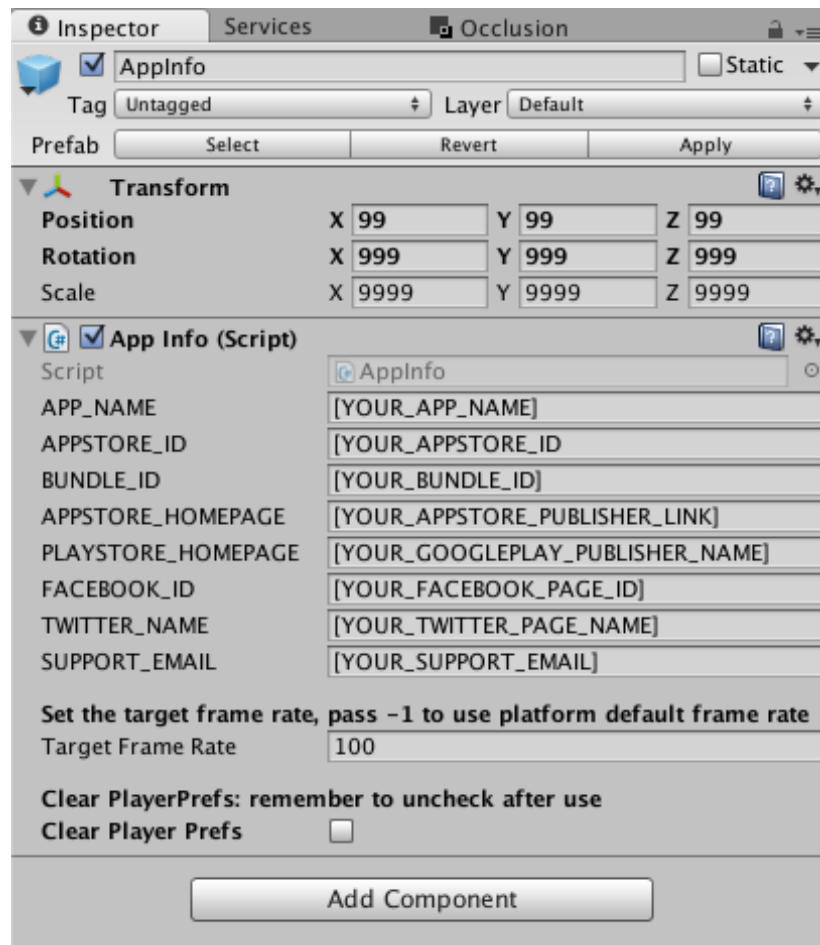 Inspector Services Occlusion
AppInfo Static
Tag Untagged Layer Default
Prefab Select Revert Apply
Transform
Position X 99 Y 99 Z 99
Rotation X 999 Y 999 Z 999
Scale X 9999 Y 9999 Z 9999
App Info (Script)
Script AppInfo
APP_NAME [YOUR_APP_NAME]
APPSTORE_ID [YOUR_APPSTORE_ID
BUNDLE_ID [YOUR_BUNDLE_ID]
APPSTORE_HOMEPAGE [YOUR_APPSTORE_PUBLISHER_LINK]
PLAYSTORE_HOMEPAGE [YOUR_GOOGLEPLAY_PUBLISHER_NAME]
FACEBOOK_ID [YOUR_FACEBOOK_PAGE_ID]
TWITTER_NAME [YOUR_TWITTER_PAGE_NAME]
SUPPORT_EMAIL [YOUR_SUPPORT_EMAIL]
Set the target frame rate, pass -1 to use platform default frame rate
Target Frame Rate 100
Clear PlayerPrefs: remember to uncheck after use
Clear Player Prefs
Add Component